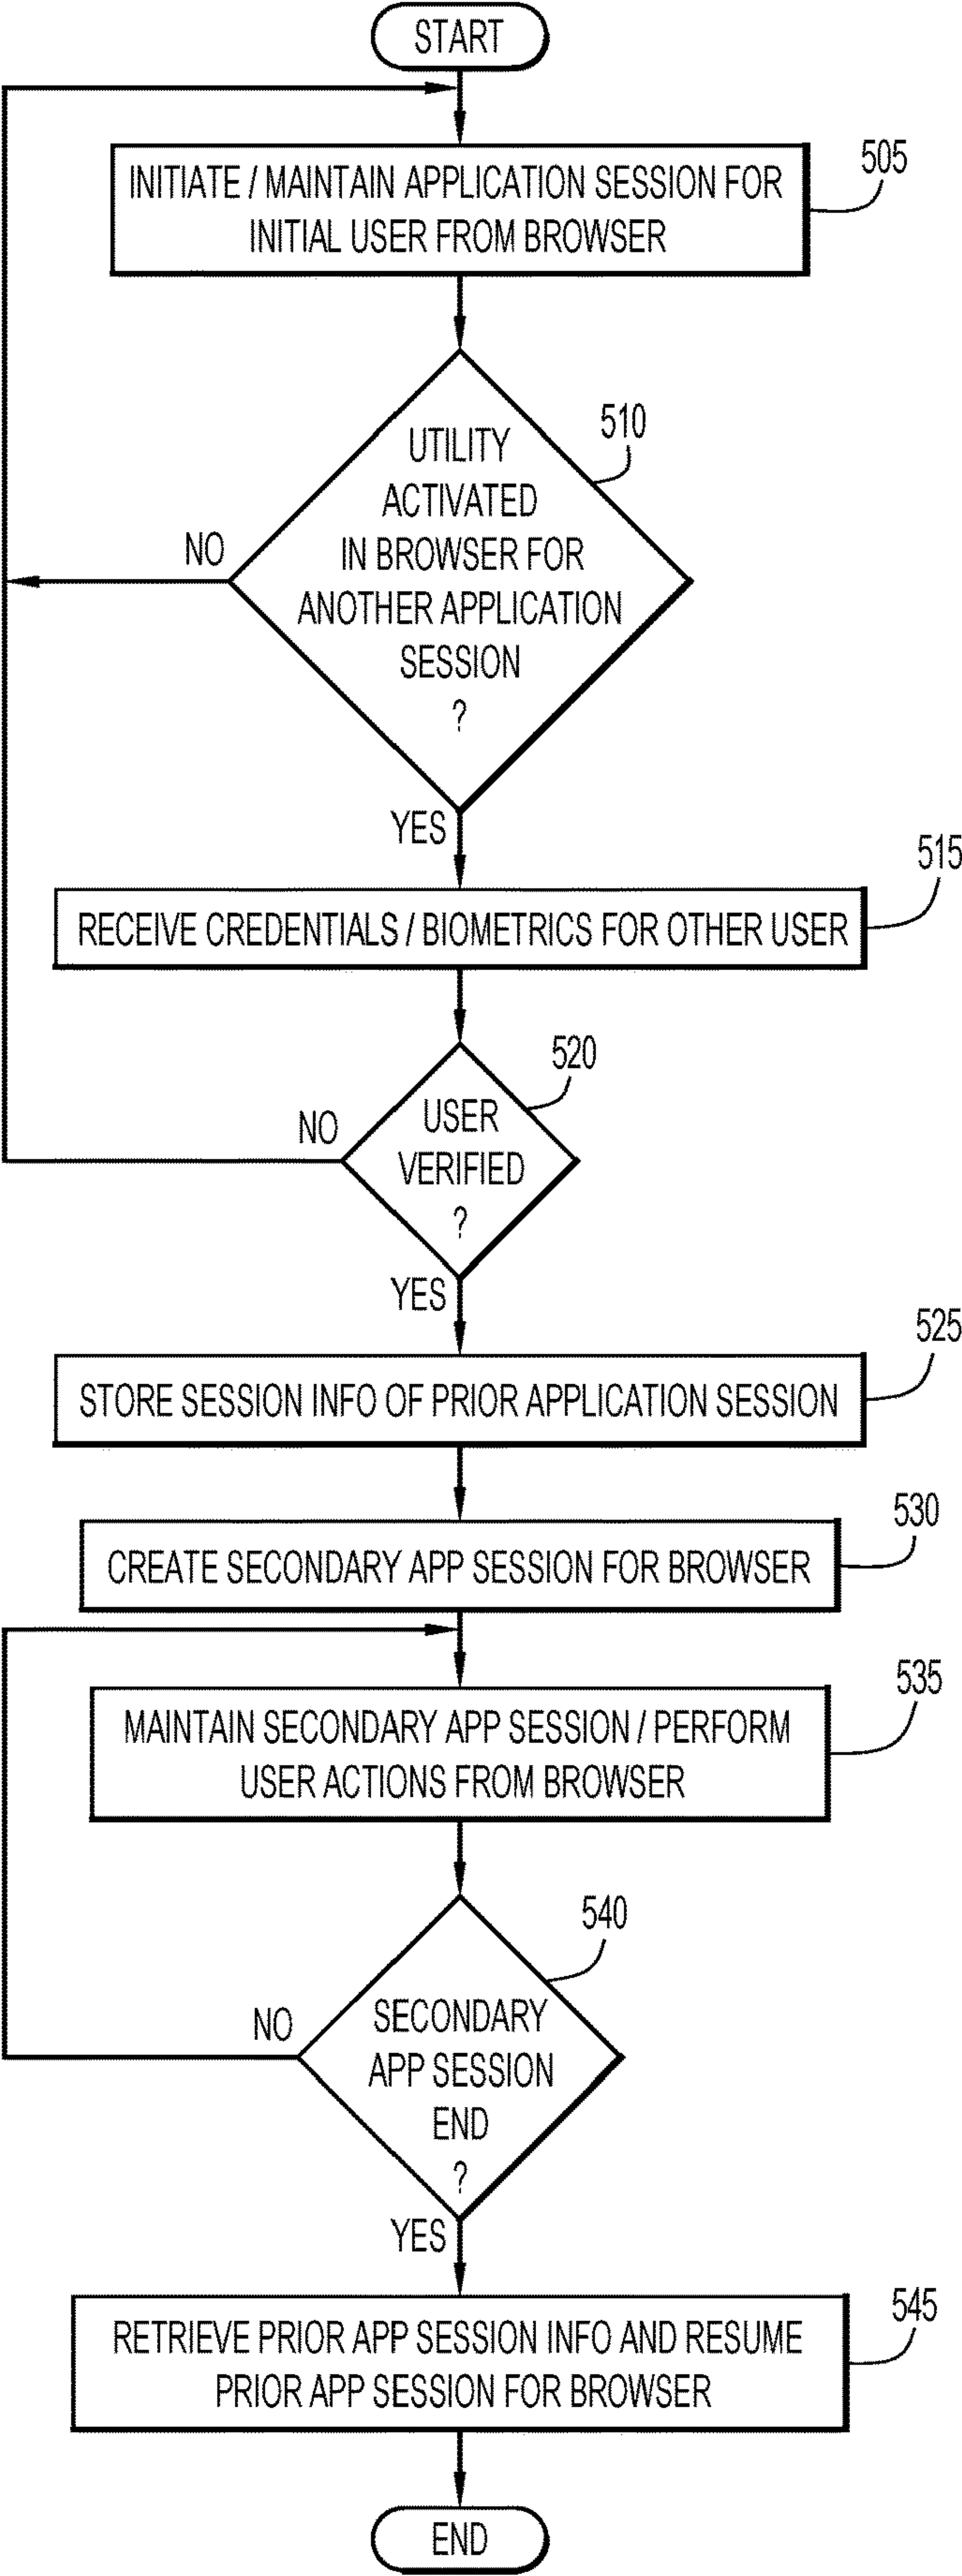 START
INITIATE / MAINTAIN APPLICATION SESSION FOR
INITIAL USER FROM BROWSER
505
UTILITY
ACTIVATED
IN BROWSER FOR
ANOTHER APPLICATION
SESSION
?
510
NO
YES
RECEIVE CREDENTIALS / BIOMETRICS FOR OTHER USER
515
USER
VERIFIED
?
520
NO
YES
STORE SESSION INFO OF PRIOR APPLICATION SESSION
525
CREATE SECONDARY APP SESSION FOR BROWSER
530
MAINTAIN SECONDARY APP SESSION / PERFORM
USER ACTIONS FROM BROWSER
535
SECONDARY
APP SESSION
END
?
540
NO
YES
RETRIEVE PRIOR APP SESSION INFO AND RESUME
PRIOR APP SESSION FOR BROWSER
545
END